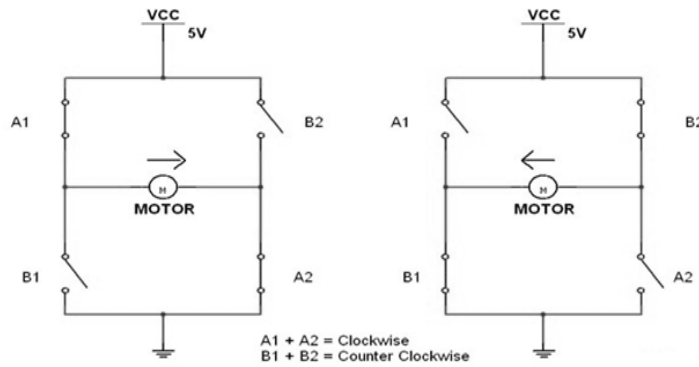 VCC
5V
A1
B2
M
MOTOR
B1
A2
VCC
5V
A1
B2
M
MOTOR
B1
A2
A1 + A2 = Clockwise
B1 + B2 = Counter Clockwise